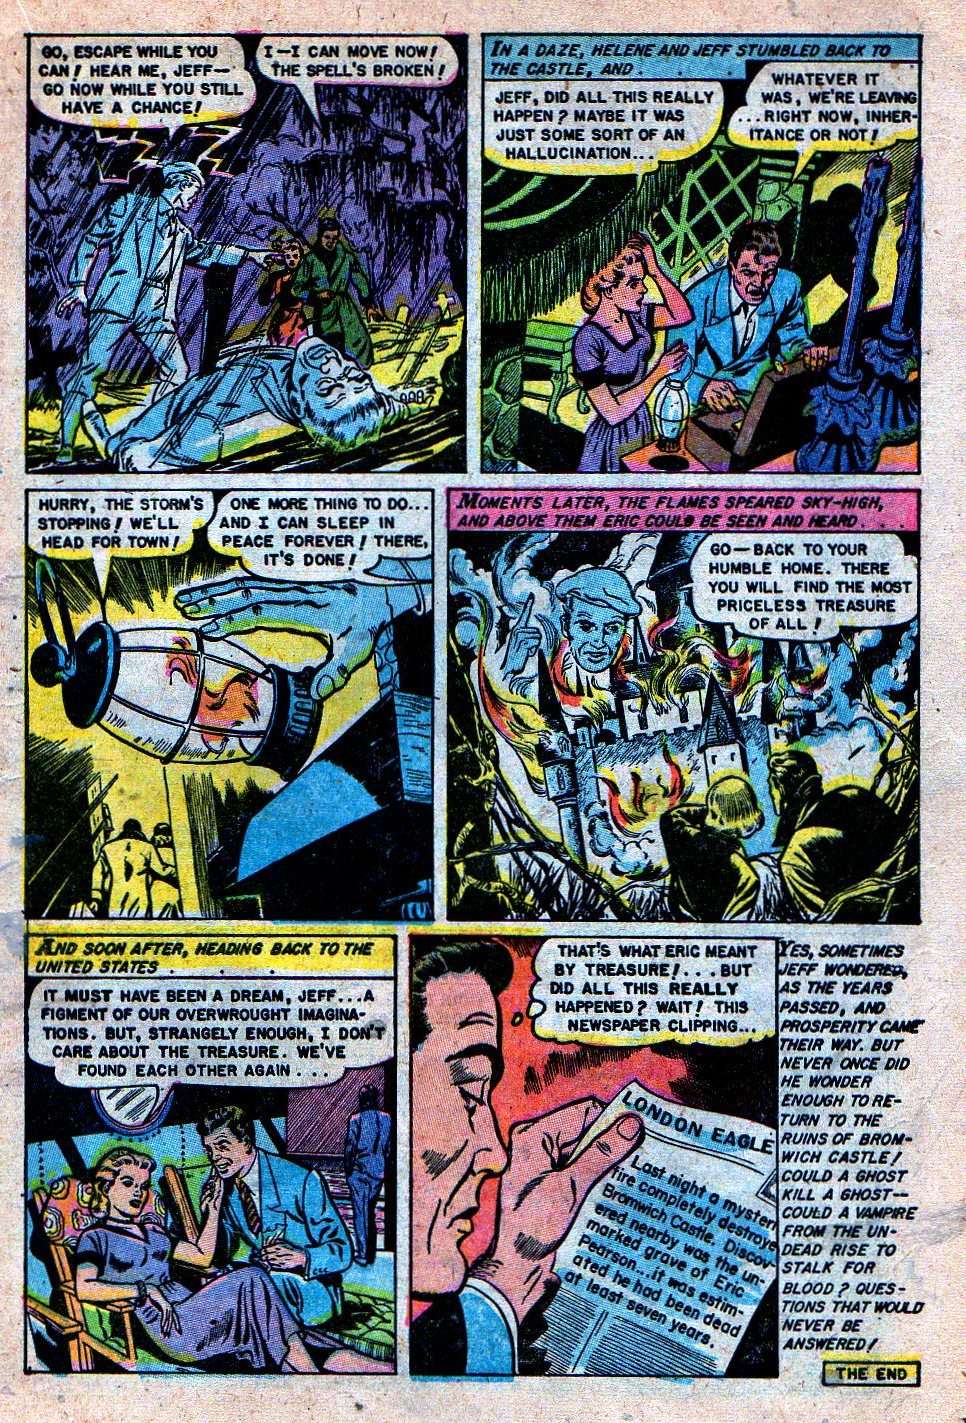 GO, ESCAPE WHILE YOU
CAN! HEAR ME, JEFF—
GO NOW WHILE YOU STILL
HAVE A CHANCE!
I—I CAN MOVE NOW!
THE SPELL'S BROKEN!
IN A DAZE, HELENE AND JEFF STUMBLED BACK TO
THE CASTLE, AND . . . .
JEFF, DID ALL THIS REALLY
HAPPEN? MAYBE IT WAS
JUST SOME SORT OF AN
HALLUCINATION...
WHATEVER IT
WAS, WE'RE LEAVING
...RIGHT NOW, INHER-
ITANCE OR NOT!
HURRY, THE STORM'S
STOPPING! WE'LL
HEAD FOR TOWN!
ONE MORE THING TO DO...
AND I CAN SLEEP IN
PEACE FOREVER! THERE,
IT'S DONE!
MOMENTS LATER, THE FLAMES SPEARED SKY-HIGH,
AND ABOVE THEM ERIC COULD BE SEEN AND HEARD . . . .
GO—BACK TO YOUR
HUMBLE HOME. THERE
YOU WILL FIND THE MOST
PRICELESS TREASURE
OF ALL!
AND SOON AFTER, HEADING BACK TO THE
UNITED STATES . . . .
IT MUST HAVE BEEN A DREAM, JEFF...A
FIGMENT OF OUR OVERWROUGHT IMAGINA-
TIONS. BUT, STRANGELY ENOUGH, I DON'T
CARE ABOUT THE TREASURE. WE'VE
FOUND EACH OTHER AGAIN . . .
THAT'S WHAT ERIC MEANT
BY TREASURE!...BUT
DID ALL THIS REALLY
HAPPENED? WAIT! THIS
NEWSPAPER CLIPPING...
LONDON EAGLE
Last night a mysteri
fire completely destroye
Bromwich Castle. Discov-
ered nearby was the un-
marked grave of Eric
Pearson...it was estim-
ated he had been dead
at least seven years.
YES, SOMETIMES
JEFF WONDERED,
AS THE YEARS
PASSED, AND
PROSPERITY CAME
THEIR WAY. BUT
NEVER ONCE DID
HE WONDER
ENOUGH TO RE-
TURN TO THE
RUINS OF BROM-
WICH CASTLE!
COULD A GHOST
KILL A GHOST--
COULD A VAMPIRE
FROM THE UN-
DEAD RISE TO
STALK FOR
BLOOD? QUES-
TIONS THAT WOULD
NEVER BE
ANSWERED!
THE END